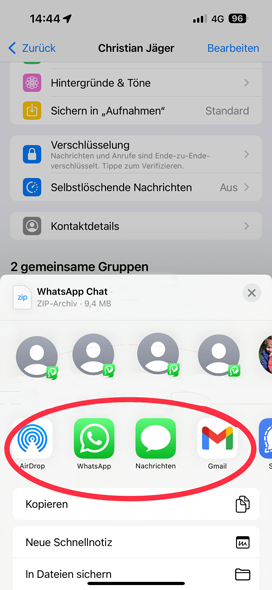 14:44
4G 96
Zurück Christian Jäger Bearbeiten
Hintergründe & Töne
Sichern in „Aufnahmen“ Standard
Verschlüsselung
Nachrichten und Anrufe sind Ende-zu-Ende-
verschlüsselt. Tippe zum Verifizieren.
Selbstlöschende Nachrichten Aus
Kontaktdetails
2 gemeinsame Gruppen
zip
WhatsApp Chat
ZIP-Archiv · 9,4 MB
AirDrop WhatsApp Nachrichten Gmail S
Kopieren
Neue Schnellnotiz
In Dateien sichern